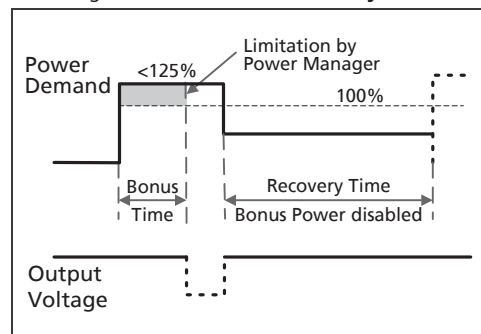 Limitation by
Power Manager
Power
Demand
<125%
100%
Bonus
Time
Recovery Time
Bonus Power disabled
Output
Voltage